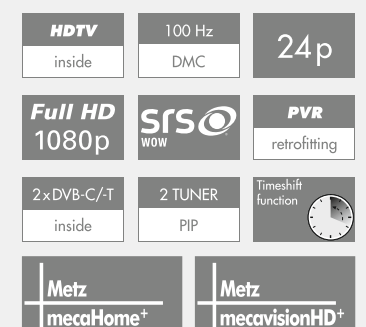 HDTV
inside
100 Hz
DMC
24p
Full HD
1080p
SRS
WOW
PVR
retrofitting
2xDVB-C/-T
inside
2 TUNER
PIP
Timeshift
function
Metz
mecaHome+
Metz
mecavisionHD+